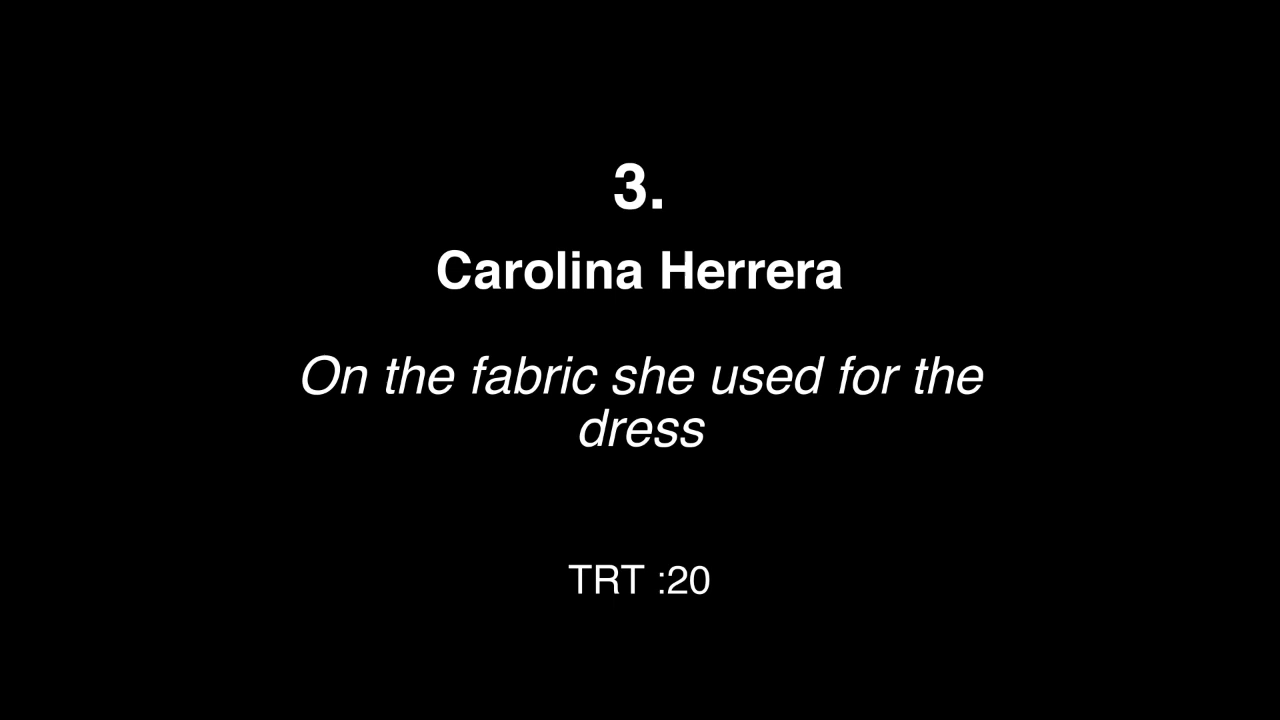 3.
Carolina Herrera
On the fabric she used for the
dress
TRT :20